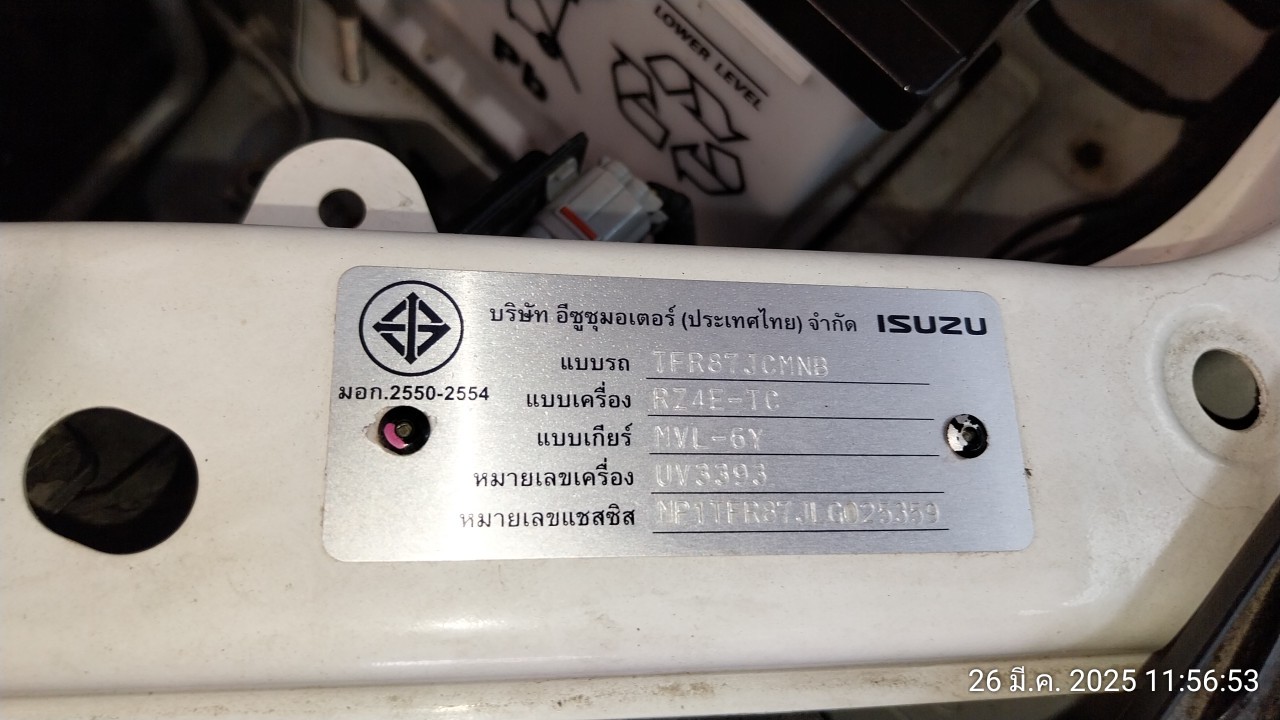 Pb
LOWER LEVEL
บริษัท อีซูซุมอเตอร์ (ประเทศไทย) จำกัด ISUZU
แบบรถ TFR87JCMNB
มอก.2550-2554
แบบเครื่อง RZ4E-TC
แบบเกียร์ MVL-6Y
หมายเลขเครื่อง UV3393
หมายเลขแชสซิส MP1TFR87JLG025359
26 มี.ค. 2025 11:56:53